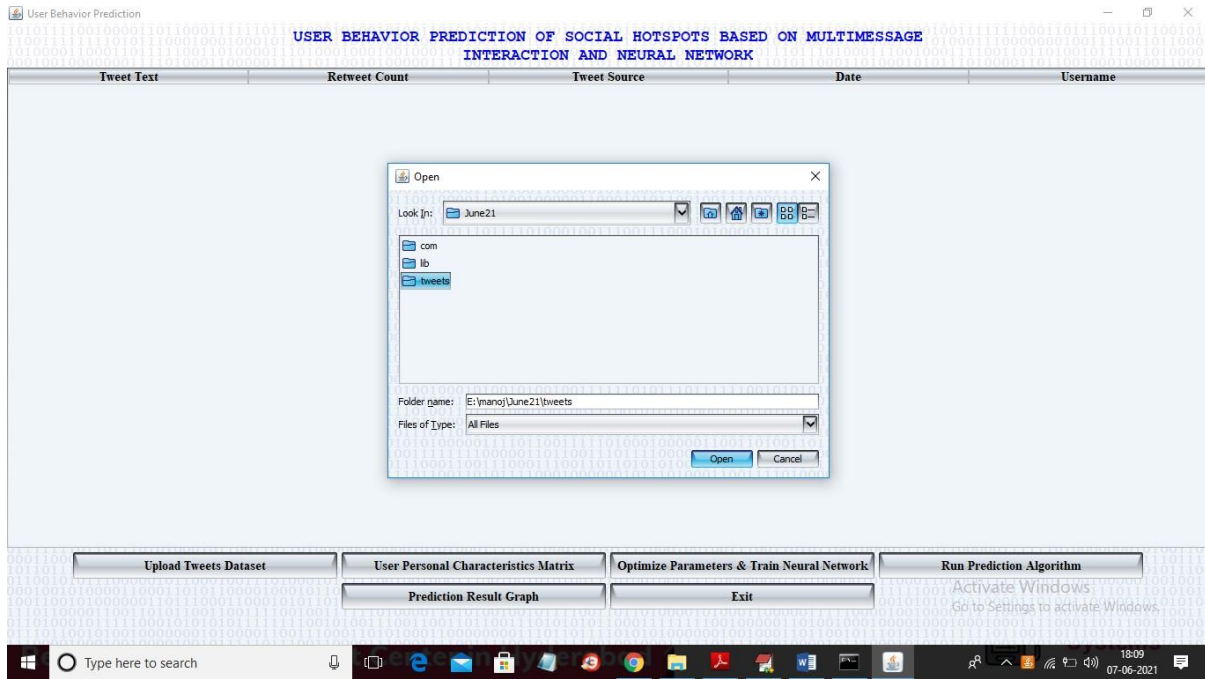 User Behavior Prediction
USER BEHAVIOR PREDICTION OF SOCIAL HOTSPOTS BASED ON MULTIMESSAGE
INTERACTION AND NEURAL NETWORK
Tweet Text Retweet Count Tweet Source Date Username
Open
Look In: June21
com
lib
tweets
Folder name: E:\manoj\June21\tweets
Files of Type: All Files
Open Cancel
Upload Tweets Dataset User Personal Characteristics Matrix Optimize Parameters & Train Neural Network Run Prediction Algorithm
Prediction Result Graph Exit
Activate Windows
Go to Settings to activate Windows.
Type here to search
18:09
07-06-2021